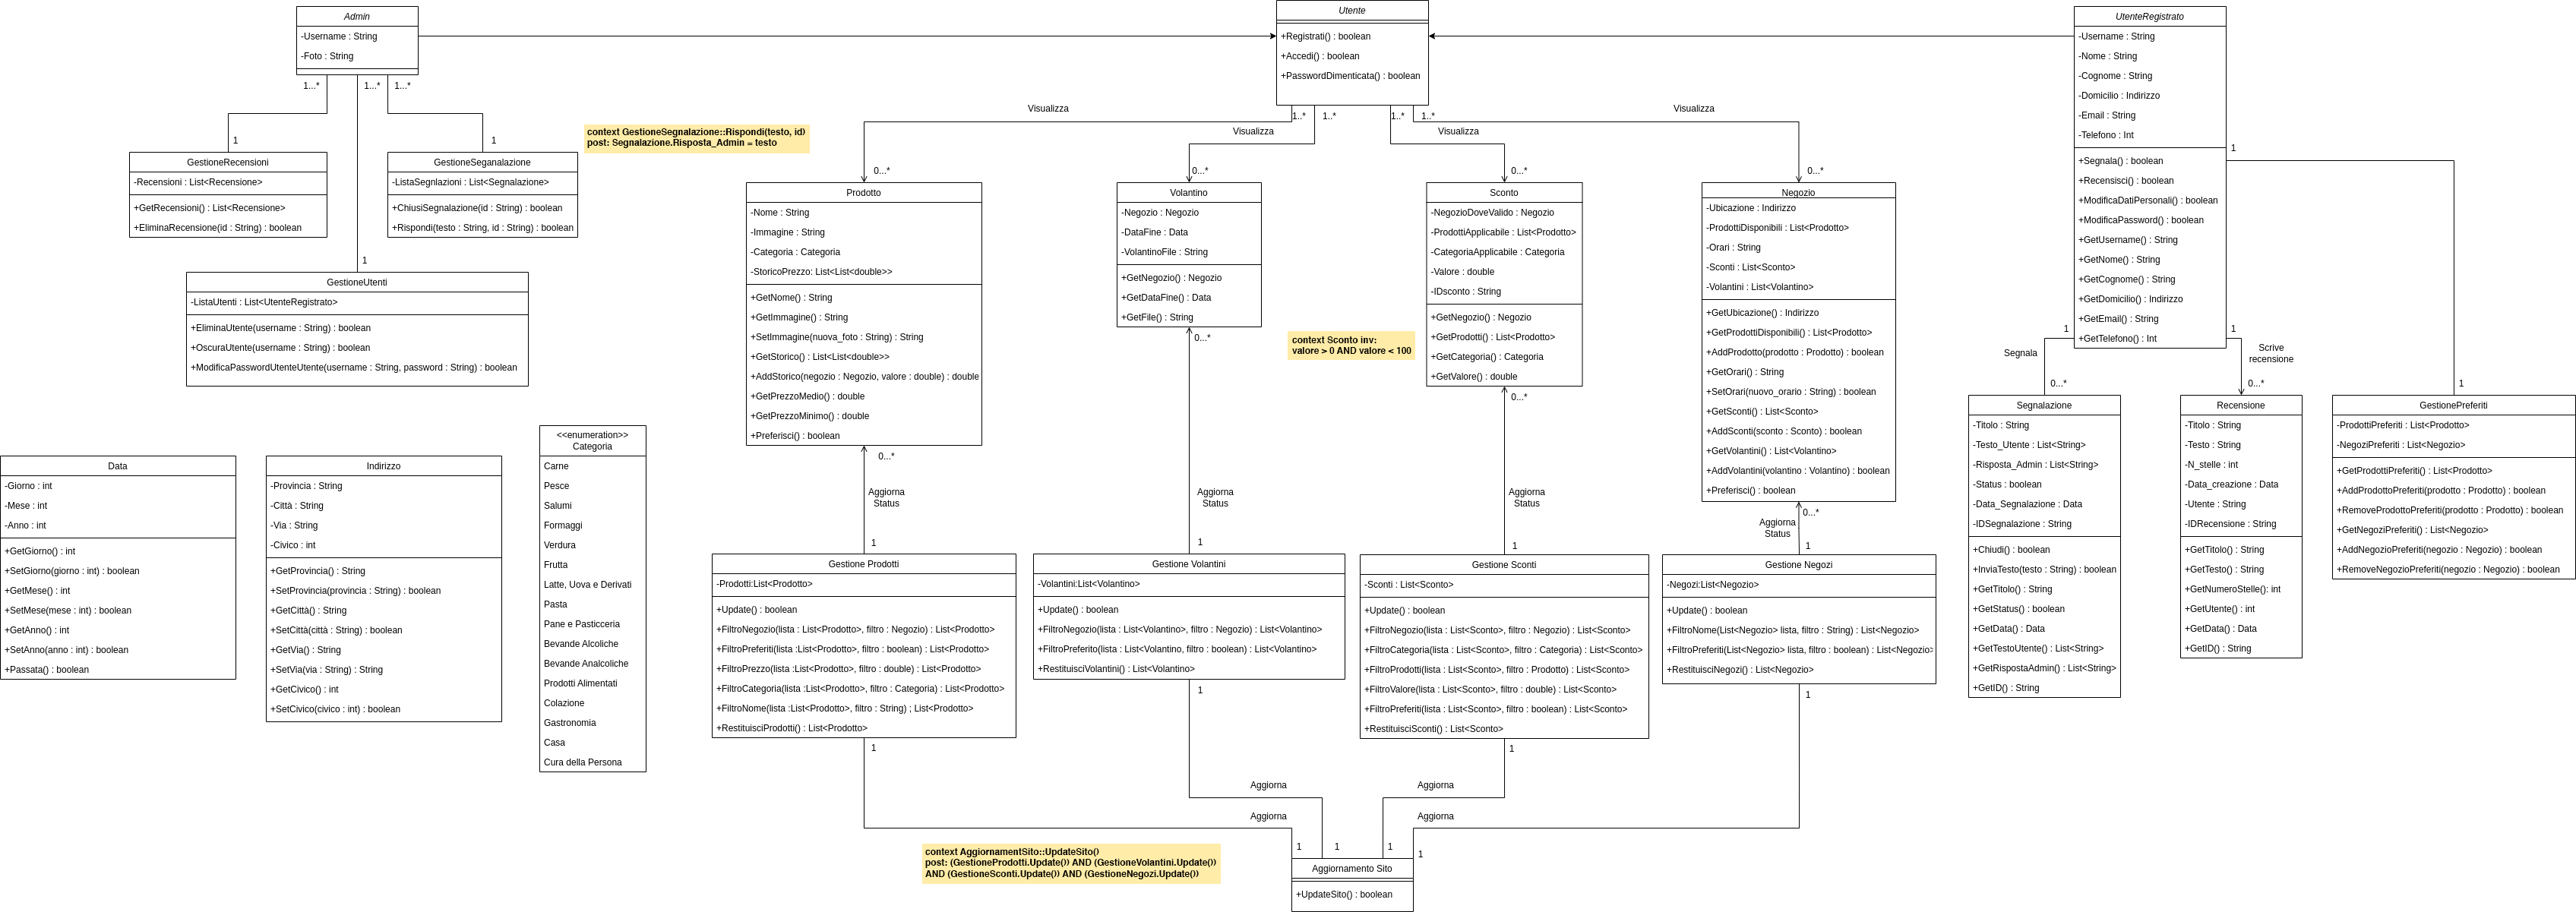 Admin
-Username : String
-Foto : String
1...*
1...*
1...*
Utente
+Registrati() : boolean
+Accedi() : boolean
+PasswordDimenticata() : boolean
1..*
1..*
1..*
1..*
Visualizza
Visualizza
Visualizza
Visualizza
UtenteRegistrato
-Username : String
-Nome : String
-Cognome : String
-Domicilio : Indirizzo
-Email : String
-Telefono : Int
+Segnala() : boolean
+Recensisci() : boolean
+ModificaDatiPersonali() : boolean
+ModificaPassword() : boolean
+GetUsername() : String
+GetNome() : String
+GetCognome() : String
+GetDomicilio() : Indirizzo
+GetEmail() : String
+GetTelefono() : Int
1
1
1
Segnala
Scrive
recensione
0...*
0...*
1
1
GestioneRecensioni
-Recensioni : List<Recensione>
+GetRecensioni() : List<Recensione>
+EliminaRecensione(id : String) : boolean
1
GestioneSeganalazione
-ListaSegnlazioni : List<Segnalazione>
+ChiusiSegnalazione(id : String) : boolean
+Rispondi(testo : String, id : String) : boolean
context GestioneSegnalazione::Rispondi(testo, id)
post: Segnalazione.Risposta_Admin = testo
1
GestioneUtenti
-ListaUtenti : List<UtenteRegistrato>
+EliminaUtente(username : String) : boolean
+OscuraUtente(username : String) : boolean
+ModificaPasswordUtenteUtente(username : String, password : String) : boolean
0...*
Prodotto
-Nome : String
-Immagine : String
-Categoria : Categoria
-StoricoPrezzo: List<List<double>>
+GetNome() : String
+GetImmagine() : String
+SetImmagine(nuova_foto : String) : String
+GetStorico() : List<List<double>>
+AddStorico(negozio : Negozio, valore : double) : double
+GetPrezzoMedio() : double
+GetPrezzoMinimo() : double
+Preferisci() : boolean
0...*
0...*
Volantino
-Negozio : Negozio
-DataFine : Data
-VolantinoFile : String
+GetNegozio() : Negozio
+GetDataFine() : Data
+GetFile() : String
0...*
context Sconto inv:
valore > 0 AND valore < 100
0...*
Sconto
-NegozioDoveValido : Negozio
-ProdottiApplicabile : List<Prodotto>
-CategoriaApplicabile : Categoria
-Valore : double
-IDsconto : String
+GetNegozio() : Negozio
+GetProdotti() : List<Prodotto>
+GetCategoria() : Categoria
+GetValore() : double
0...*
0...*
Negozio
-Ubicazione : Indirizzo
-ProdottiDisponibili : List<Prodotto>
-Orari : String
-Sconti : List<Sconto>
-Volantini : List<Volantino>
+GetUbicazione() : Indirizzo
+GetProdottiDisponibili() : List<Prodotto>
+AddProdotto(prodotto : Prodotto) : boolean
+GetOrari() : String
+SetOrari(nuovo_orario : String) : boolean
+GetSconti() : List<Sconto>
+AddSconti(sconto : Sconto) : boolean
+GetVolantini() : List<Volantino>
+AddVolantini(volantino : Volantino) : boolean
+Preferisci() : boolean
0...*
Segnalazione
-Titolo : String
-Testo_Utente : List<String>
-Risposta_Admin : List<String>
-Status : boolean
-Data_Segnalazione : Data
-IDSegnalazione : String
+Chiudi() : boolean
+InviaTesto(testo : String) : boolean
+GetTitolo() : String
+GetStatus() : boolean
+GetData() : Data
+GetTestoUtente() : List<String>
+GetRispostaAdmin() : List<String>
+GetID() : String
Recensione
-Titolo : String
-Testo : String
-N_stelle : int
-Data_creazione : Data
-Utente : String
-IDRecensione : String
+GetTitolo() : String
+GetTesto() : String
+GetNumeroStelle(): int
+GetUtente() : int
+GetData() : Data
+GetID() : String
GestionePreferiti
-ProdottiPreferiti : List<Prodotto>
-NegoziPreferiti : List<Negozio>
+GetProdottiPreferiti() : List<Prodotto>
+AddProdottoPreferiti(prodotto : Prodotto) : boolean
+RemoveProdottoPreferiti(prodotto : Prodotto) : boolean
+GetNegoziPreferiti() : List<Negozio>
+AddNegozioPreferiti(negozio : Negozio) : boolean
+RemoveNegozioPreferiti(negozio : Negozio) : boolean
Data
-Giorno : int
-Mese : int
-Anno : int
+GetGiorno() : int
+SetGiorno(giorno : int) : boolean
+GetMese() : int
+SetMese(mese : int) : boolean
+GetAnno() : int
+SetAnno(anno : int) : boolean
+Passata() : boolean
Indirizzo
-Provincia : String
-Città : String
-Via : String
-Civico : int
+GetProvincia() : String
+SetProvincia(provincia : String) : boolean
+GetCittà() : String
+SetCittà(città : String) : boolean
+GetVia() : String
+SetVia(via : String) : String
+GetCivico() : int
+SetCivico(civico : int) : boolean
<<enumeration>>
Categoria
Carne
Pesce
Salumi
Formaggi
Verdura
Frutta
Latte, Uova e Derivati
Pasta
Pane e Pasticceria
Bevande Alcoliche
Bevande Analcoliche
Prodotti Alimentati
Colazione
Gastronomia
Casa
Cura della Persona
Aggiorna
Status
1
Gestione Prodotti
-Prodotti:List<Prodotto>
+Update() : boolean
+FiltroNegozio(lista : List<Prodotto>, filtro : Negozio) : List<Prodotto>
+FiltroPreferiti(lista :List<Prodotto>, filtro : boolean) : List<Prodotto>
+FiltroPrezzo(lista :List<Prodotto>, filtro : double) : List<Prodotto>
+FiltroCategoria(lista :List<Prodotto>, filtro : Categoria) : List<Prodotto>
+FiltroNome(lista :List<Prodotto>, filtro : String) ; List<Prodotto>
+RestituisciProdotti() : List<Prodotto>
1
Aggiorna
Status
1
Gestione Volantini
-Volantini:List<Volantino>
+Update() : boolean
+FiltroNegozio(lista : List<Volantino>, filtro : Negozio) : List<Volantino>
+FiltroPreferito(lista : List<Volantino, filtro : boolean) : List<Volantino>
+RestituisciVolantini() : List<Volantino>
1
Aggiorna
Status
1
Gestione Sconti
-Sconti : List<Sconto>
+Update() : boolean
+FiltroNegozio(lista : List<Sconto>, filtro : Negozio) : List<Sconto>
+FiltroCategoria(lista : List<Sconto>, filtro : Categoria) : List<Sconto>
+FiltroProdotti(lista : List<Sconto>, filtro : Prodotto) : List<Sconto>
+FiltroValore(lista : List<Sconto>, filtro : double) : List<Sconto>
+FiltroPreferiti(lista : List<Sconto>, filtro : boolean) : List<Sconto>
+RestituisciSconti() : List<Sconto>
1
Aggiorna
Status
1
Gestione Negozi
-Negozi:List<Negozio>
+Update() : boolean
+FiltroNome(List<Negozio> lista, filtro : String) : List<Negozio>
+FiltroPreferiti(List<Negozio> lista, filtro : boolean) : List<Negozio>
+RestituisciNegozi() : List<Negozio>
1
Aggiorna
Aggiorna
Aggiorna
Aggiorna
1
1
1
1
context AggiornamentSito::UpdateSito()
post: (GestioneProdotti.Update()) AND (GestioneVolantini.Update())
AND (GestioneSconti.Update()) AND (GestioneNegozi.Update())
Aggiornamento Sito
+UpdateSito() : boolean